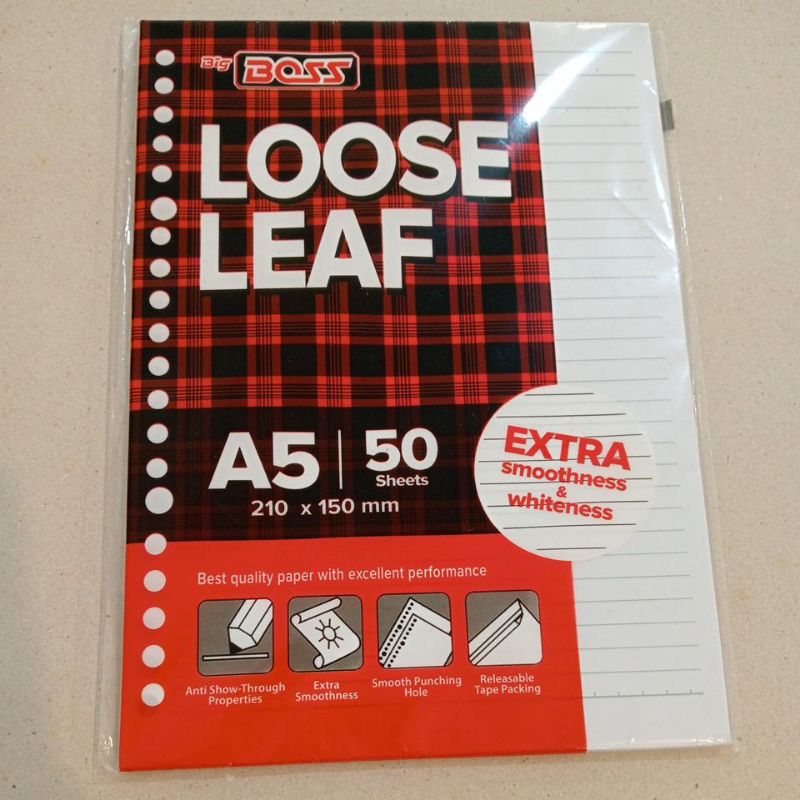 Big BOSS
LOOSE
LEAF
A5 | 50
Sheets
210 x 150 mm
EXTRA
smoothness
&
whiteness
Best quality paper with excellent performance
Anti Show-Through
Properties
Extra
Smoothness
Smooth Punching
Hole
Releasable
Tape Packing